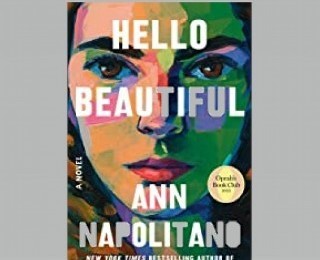 HELLO
BEAUTIFUL
A NOVEL
Oprah's
Book Club
ANN
NAPOLITANO
NEW YORK TIMES BESTSELLING AUTHOR OF